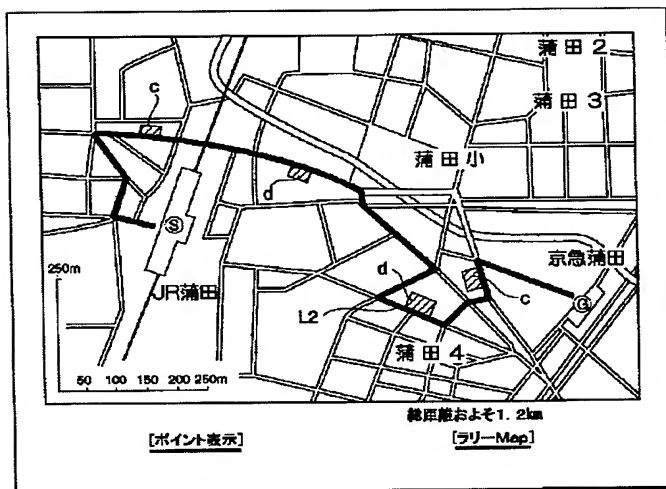 蒲田2
c
蒲田3
蒲田小
d
Ⓢ
京急蒲田
250m
JR蒲田
d
c
Ⓖ
L2
蒲田4
50 100 150 200 250m
総距離およそ1.2km
[ポイント表示]
[ラリーMap]